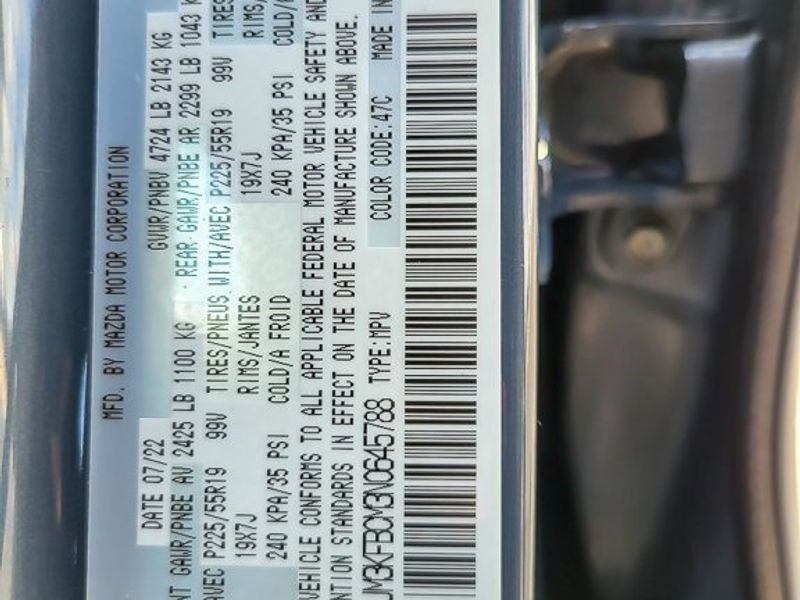 MFD. BY MAZDA MOTOR CORPORATION
DATE 07/22 GVWR/PNBV 4724 LB 2143 KG
NT GAWR/PNBE AV 2425 LB 1100 KG · REAR GAWR/PNBE AR 2299 LB 1043 K
AVEC P225/55R19 99V TIRES/PNEUS WITH/AVEC P225/55R19 99V TIRES
19X7J RIMS/JANTES 19X7J RIMS
240 KPA/35 PSI COLD/A FROID 240 KPA/35 PSI COLD/
VEHICLE CONFORMS TO ALL APPLICABLE FEDERAL MOTOR VEHICLE SAFETY AND
NTION STANDARDS IN EFFECT ON THE DATE OF MANUFACTURE SHOWN ABOVE.
JM3KFBCM3N0645788 TYPE:MPV COLOR CODE:47C MADE IN